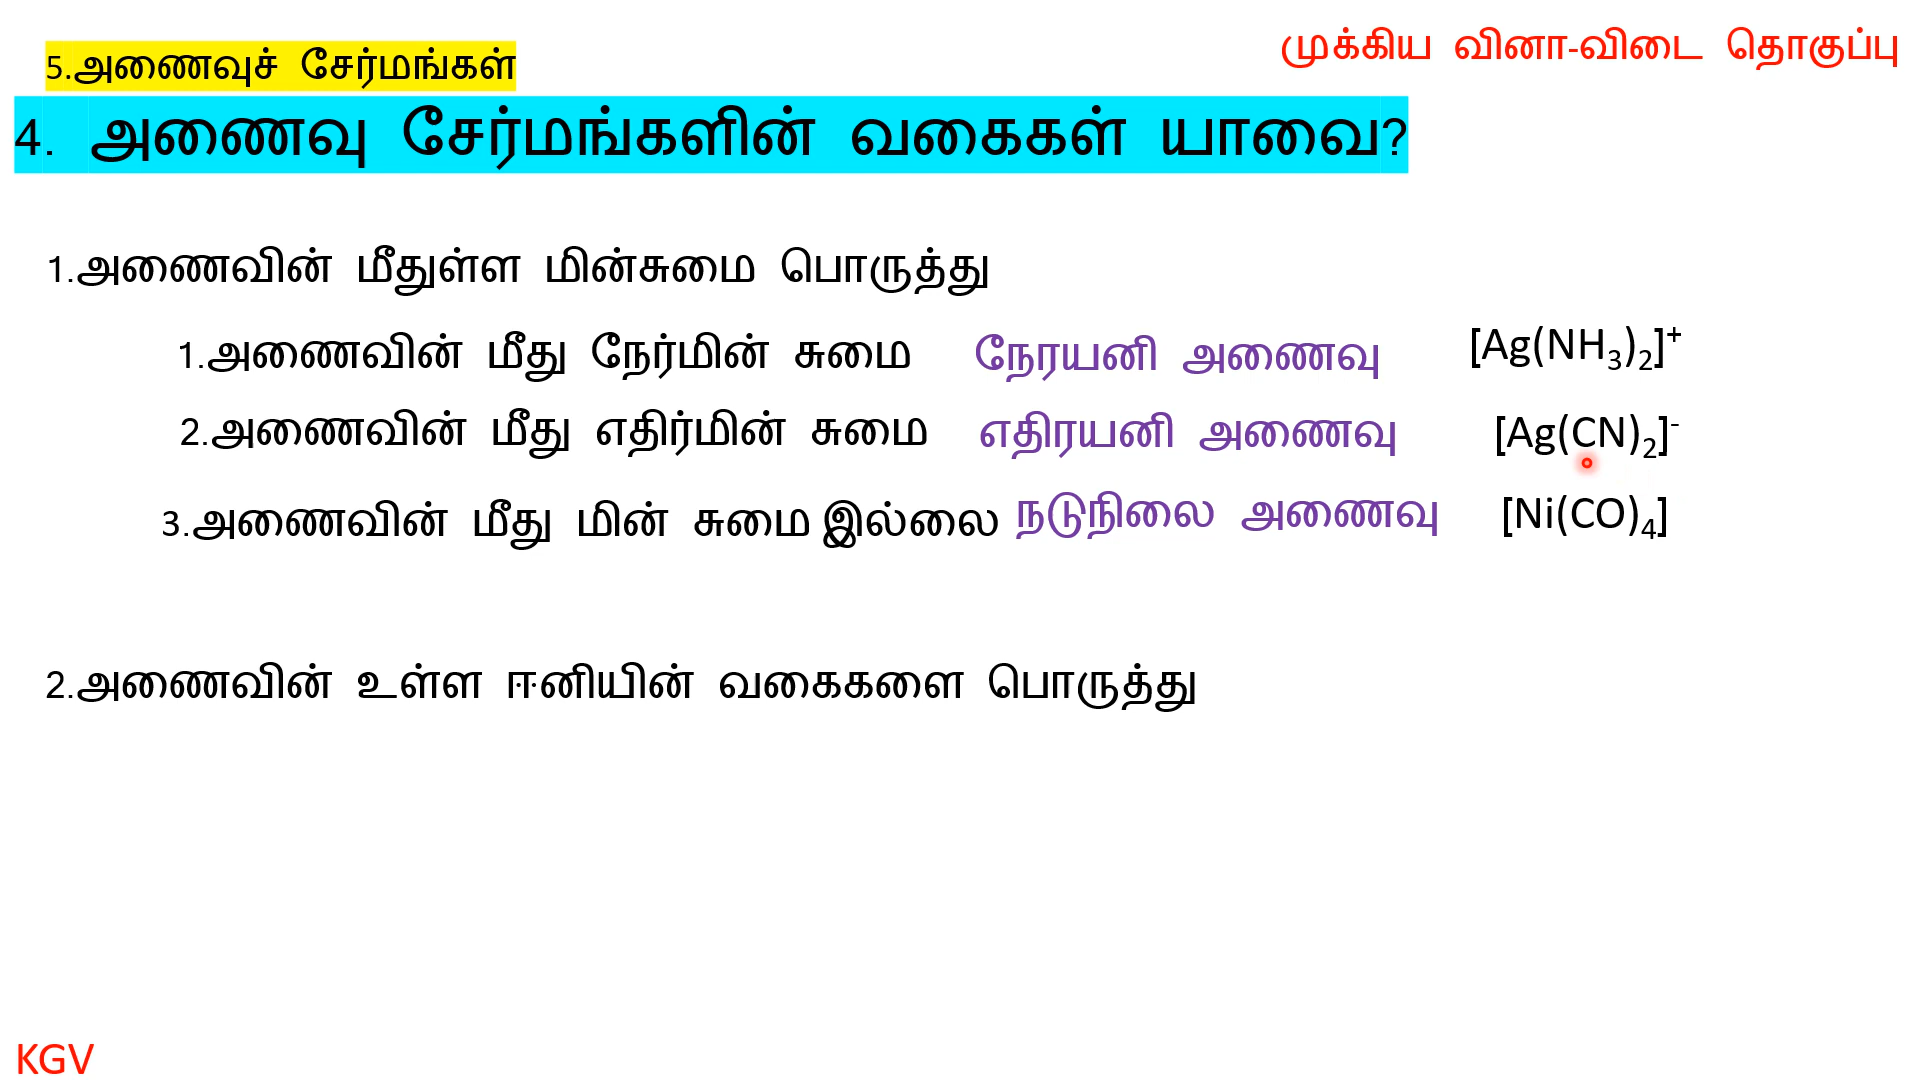 முக்கிய வினா-விடை தொகுப்பு
5.அணைவுச் சேர்மங்கள்
4. அணைவு சேர்மங்களின் வகைகள் யாவை?
1.அணைவின் மீதுள்ள மின்சுமை பொருத்து
1.அணைவின் மீது நேர்மின் சுமை நேரயனி அணைவு [Ag(NH₃)₂]⁺
2.அணைவின் மீது எதிர்மின் சுமை எதிரயனி அணைவு [Ag(CN)₂]⁻
3.அணைவின் மீது மின் சுமை இல்லை நடுநிலை அணைவு [Ni(CO)₄]
2.அணைவின் உள்ள ஈனியின் வகைகளை பொருத்து
KGV